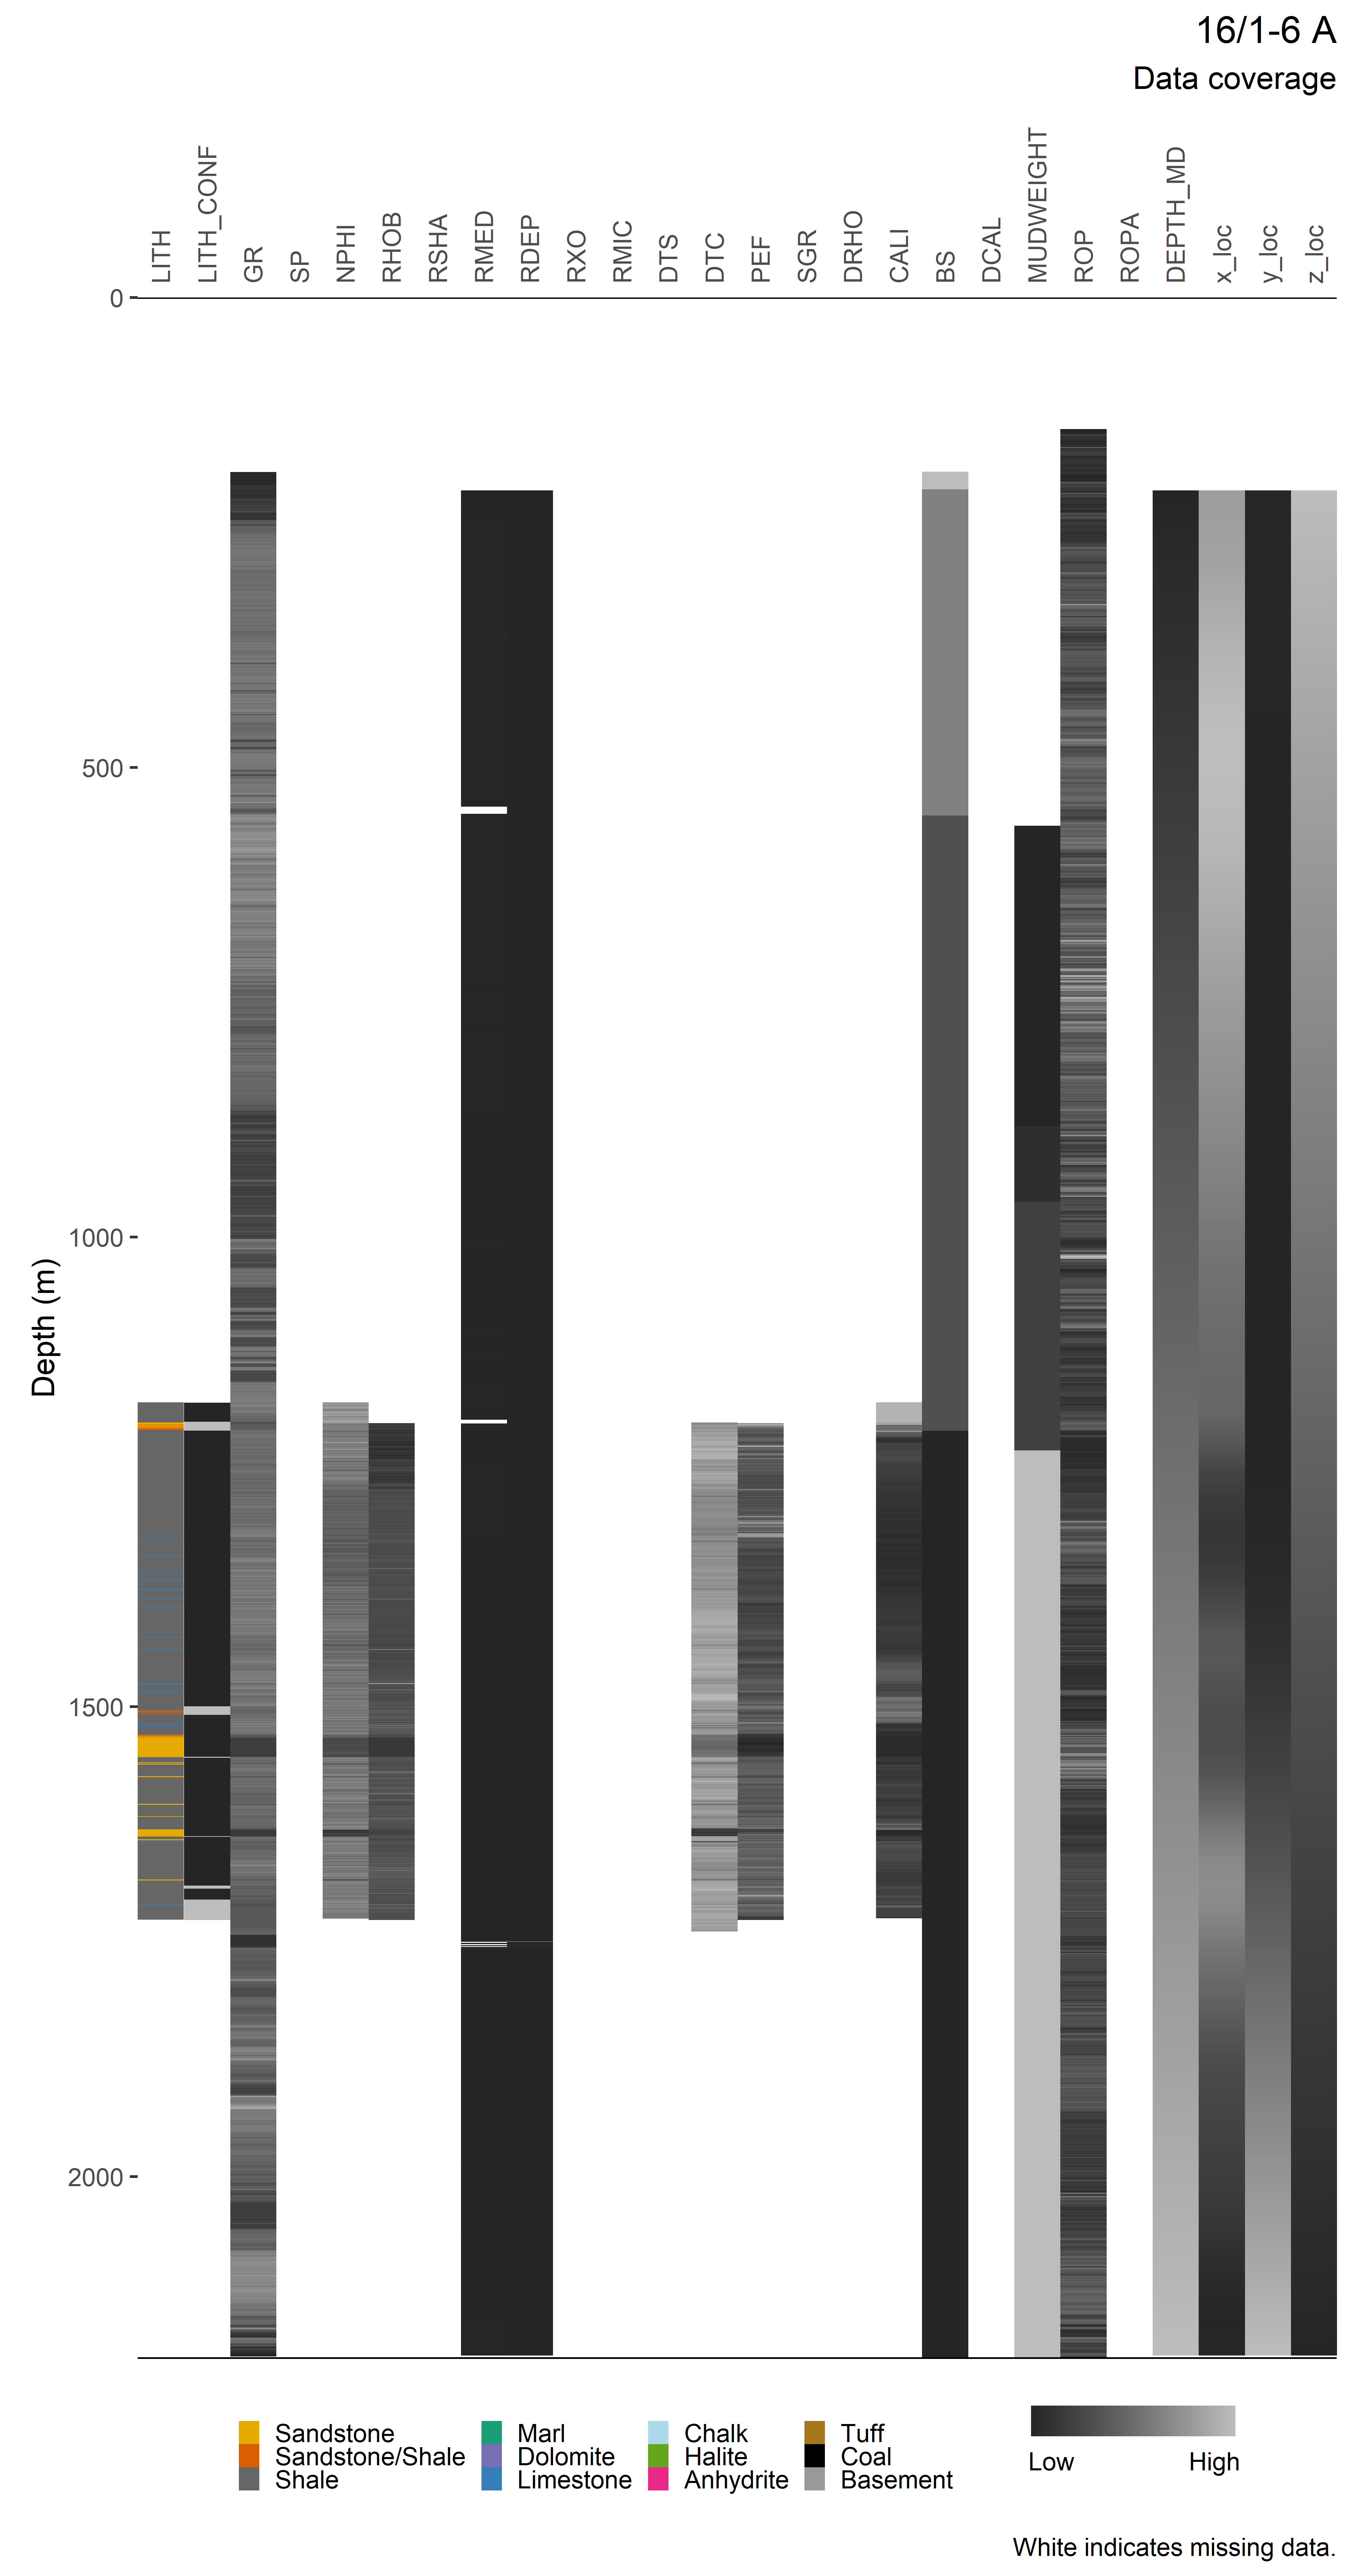 16/1-6 A
Data coverage
LITH
LITH_CONF
GR
SP
NPHI
RHOB
RSHA
RMED
RDEP
RXO
RMIC
DTS
DTC
PEF
SGR
DRHO
CALI
BS
DCAL
MUDWEIGHT
ROP
ROPA
DEPTH_MD
x_loc
y_loc
z_loc
0
500
1000
1500
2000
Depth (m)
Sandstone
Sandstone/Shale
Shale
Marl
Dolomite
Limestone
Chalk
Halite
Anhydrite
Tuff
Coal
Basement
Low High
White indicates missing data.